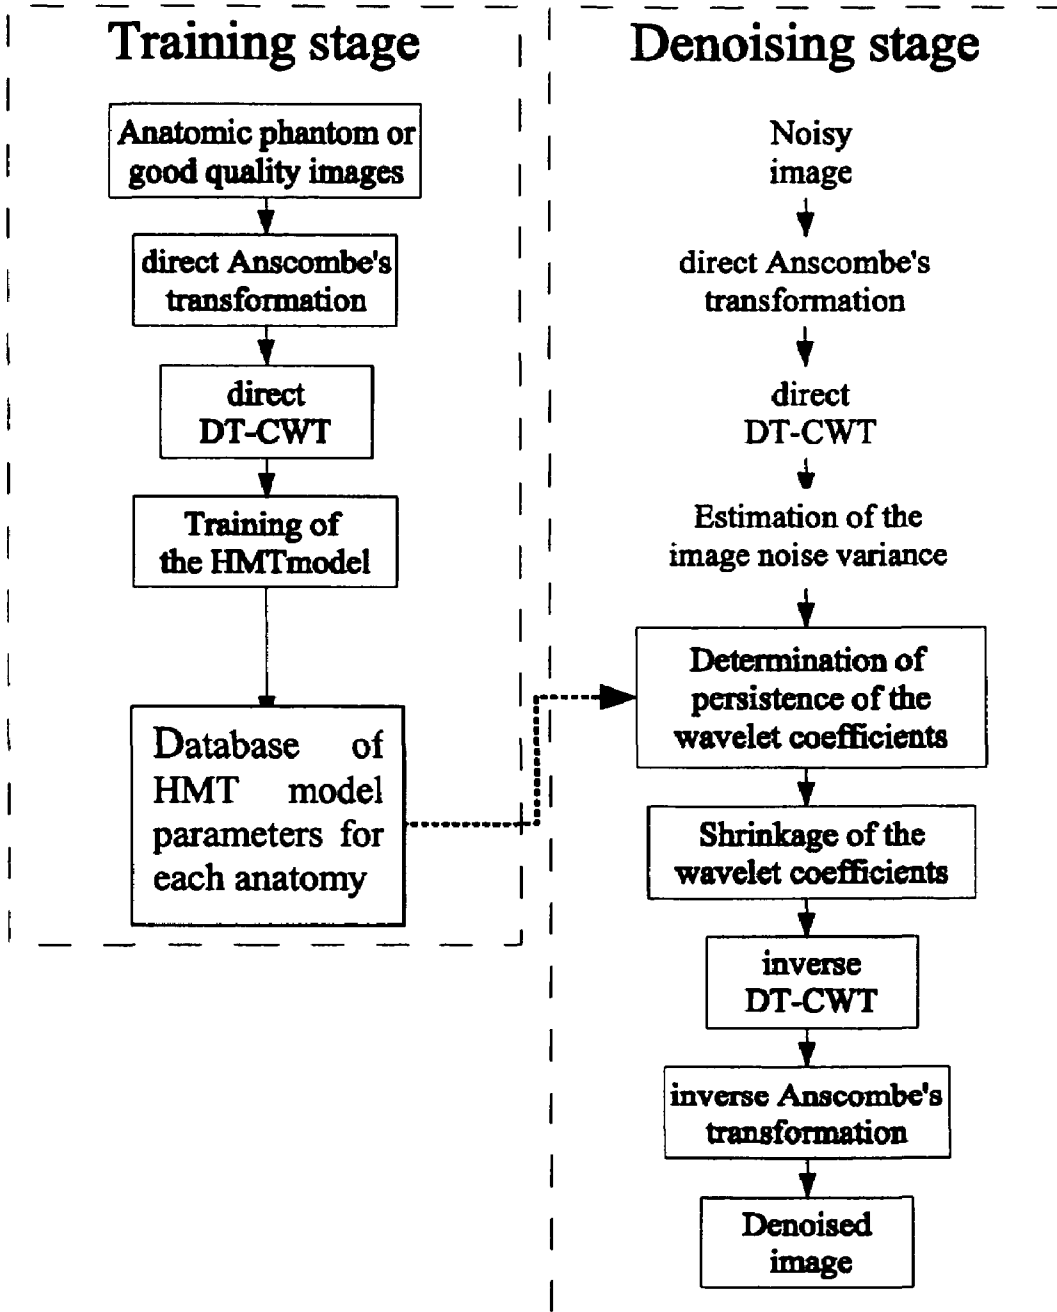 Training stage
Anatomic phantom or
good quality images
direct Anscombe's
transformation
direct
DT-CWT
Training of
the HMTmodel
Database of
HMT model
parameters for
each anatomy
Denoising stage
Noisy
image
direct Anscombe's
transformation
direct
DT-CWT
Estimation of the
image noise variance
Determination of
persistence of the
wavelet coefficients
Shrinkage of the
wavelet coefficients
inverse
DT-CWT
inverse Anscombe's
transformation
Denoised
image